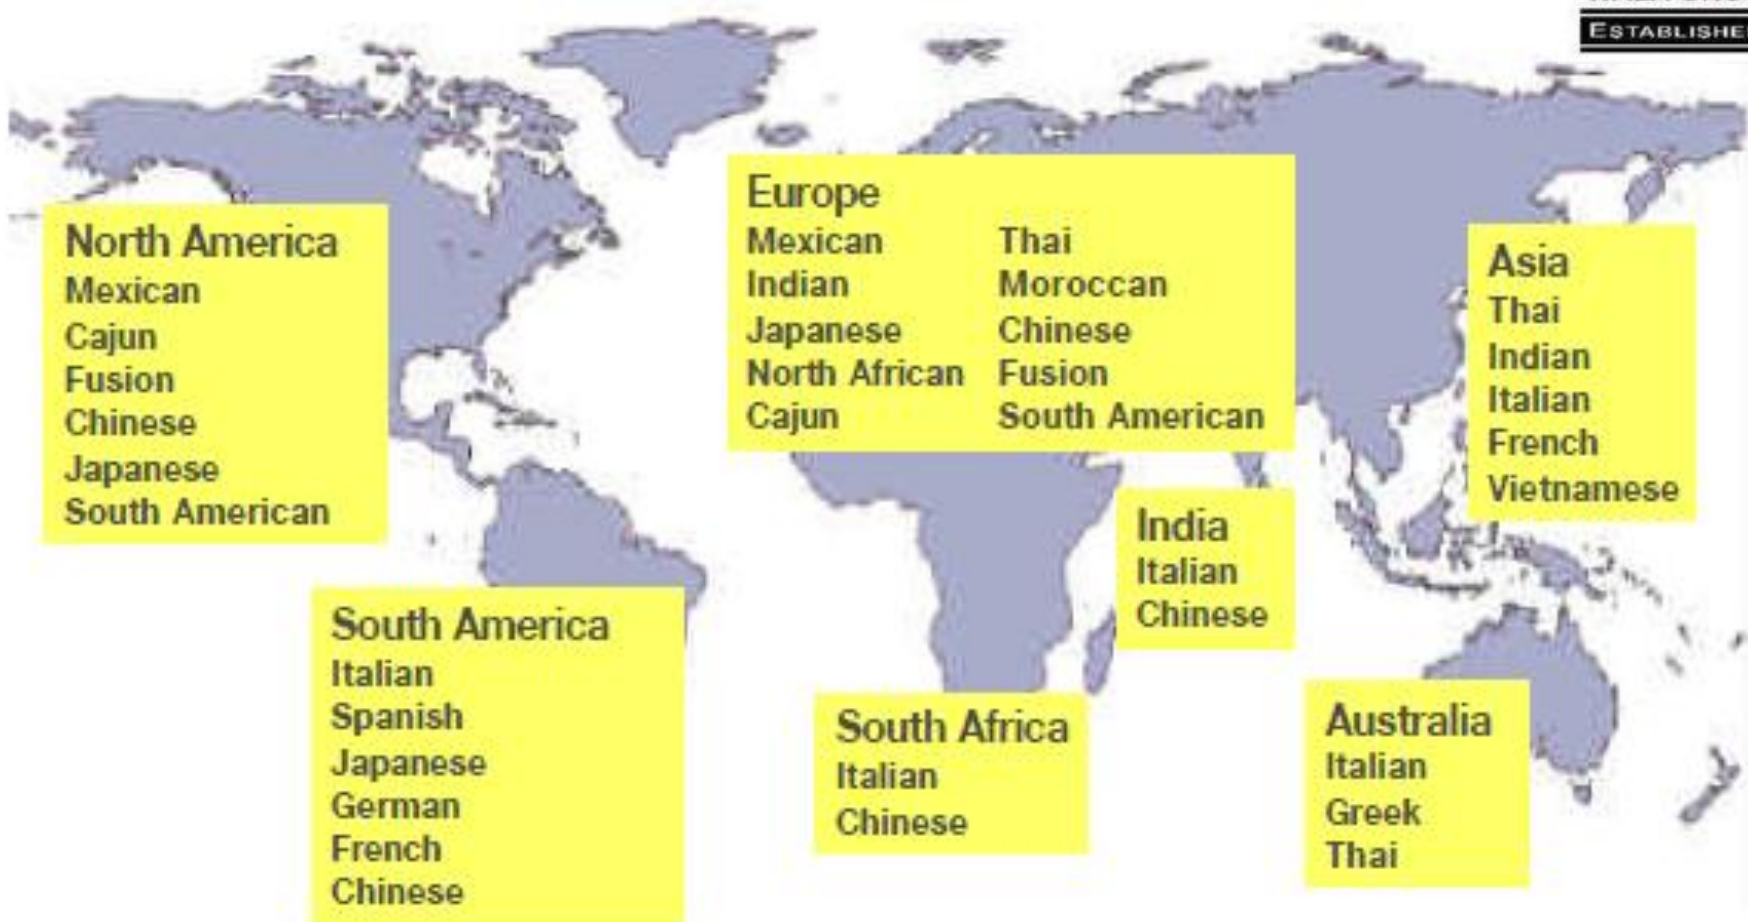 ESTABLISHE
North America
Mexican
Cajun
Fusion
Chinese
Japanese
South American
Europe
Mexican Thai
Indian Moroccan
Japanese Chinese
North African Fusion
Cajun South American
Asia
Thai
Indian
Italian
French
Vietnamese
India
Italian
Chinese
South America
Italian
Spanish
Japanese
German
French
Chinese
South Africa
Italian
Chinese
Australia
Italian
Greek
Thai